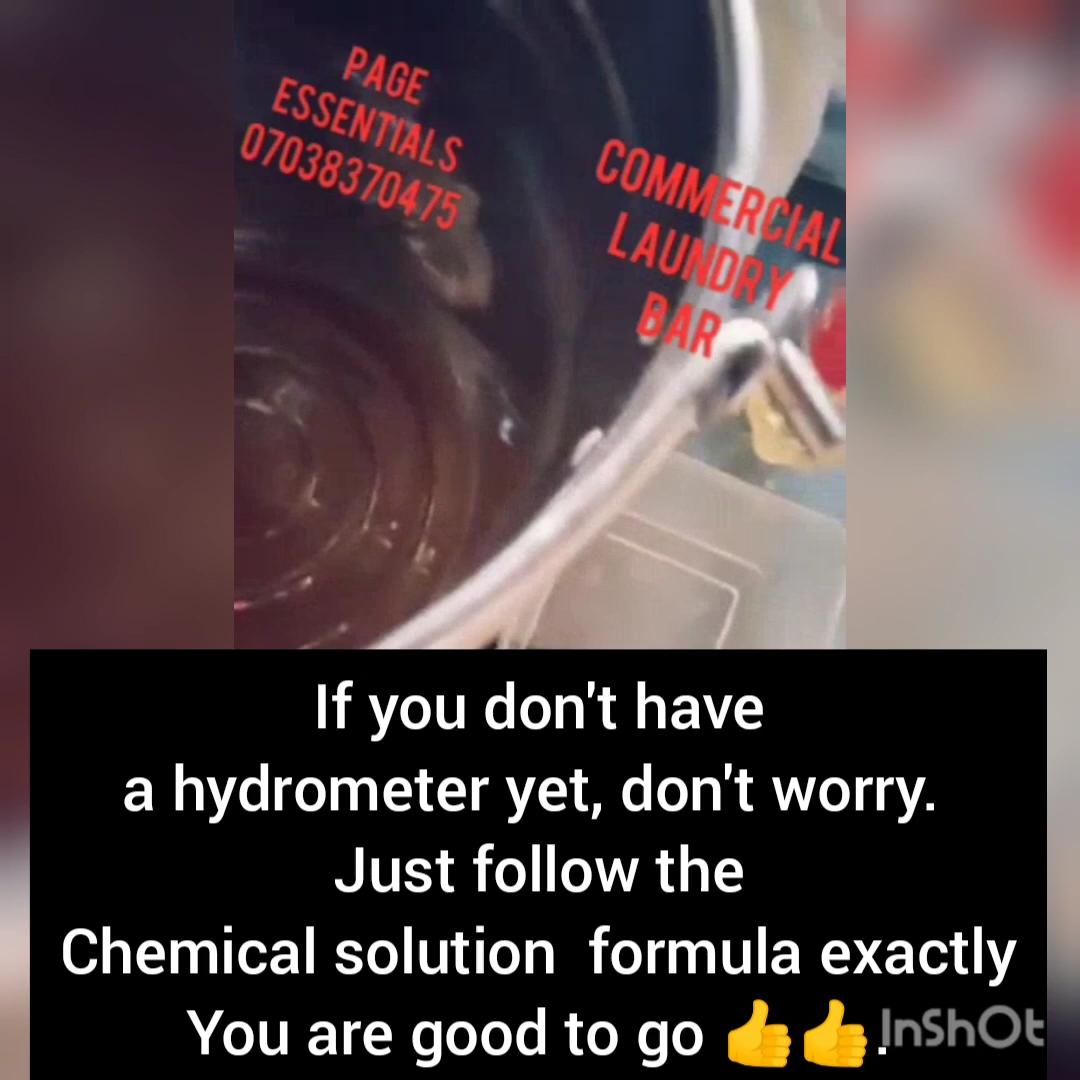 PAGE
ESSENTIALS
07038370475
COMMERCIAL
LAUNDRY
BAR
If you don't have
a hydrometer yet, don't worry.
Just follow the
Chemical solution  formula exactly
You are good to go 👍👍.
InShOt